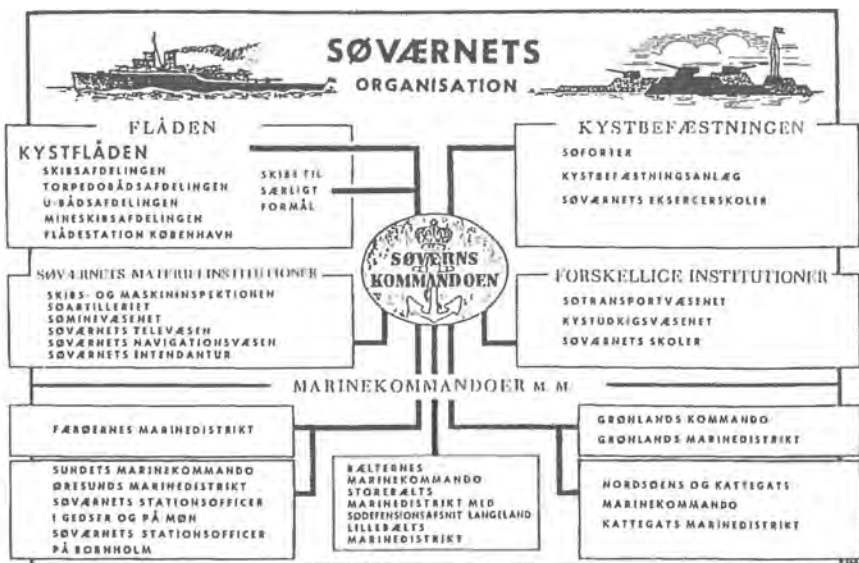 SØVÆRNETS
ORGANISATION
FLÅDEN
KYSTFLÅDEN
SKIBSAFDELINGEN
TORPEDOBÅDSAFDELINGEN
U-BÅDSAFDELINGEN
MINESKIBSAFDELINGEN
FLÅDESTATION KØBENHAVN
SKIBE TIL
SÆRLIGT
FORMÅL
KYSTBEFÆSTNINGEN
SØFORTER
KYSTBEFÆSTNINGSANLÆG
SØVÆRNETS EKSERCERSKOLER
SØVÆRNS
KOMMANDOEN
SØVÆRNETS MATERIELINSTITUTIONER
SKIBS- OG MASKININSPEKTIONEN
SØARTILLERIET
SØMINEVÆSENET
SØVÆRNETS TELEVÆSEN
SØVÆRNETS NAVIGATIONSVÆSEN
SØVÆRNETS INTENDANTUR
FORSKELLIGE INSTITUTIONER
SØTRANSPORTVÆSENET
KYSTUDKIGSVÆSENET
SØVÆRNETS SKOLER
MARINEKOMMANDOER M. M.
FÆRØERNES MARINEDISTRIKT
SUNDETS MARINEKOMMANDO
ØRESUNDS MARINEDISTRIKT
SØVÆRNETS STATIONSOFFICER
I GEDSER OG PÅ MØN
SØVÆRNETS STATIONSOFFICER
PÅ BORNHOLM
BÆLTERNES
MARINEKOMMANDO
STOREBÆLTS
MARINEDISTRIKT MED
SØDEFENSIONSAFSNIT LANGELAND
LILLEBÆLTS
MARINEDISTRIKT
GRØNLANDS KOMMANDO
GRØNLANDS MARINEDISTRIKT
NORDSØENS OG KATTEGATS
MARINEKOMMANDO
KATTEGATS MARINEDISTRIKT